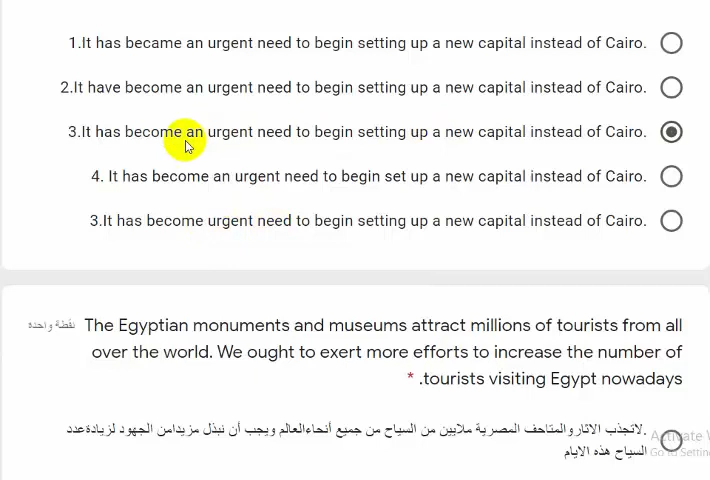 1.It has became an urgent need to begin setting up a new capital instead of Cairo.
2.It have become an urgent need to begin setting up a new capital instead of Cairo.
3.It has become an urgent need to begin setting up a new capital instead of Cairo.
4. It has become an urgent need to begin set up a new capital instead of Cairo.
3.It has become urgent need to begin setting up a new capital instead of Cairo.
نقطة واحدة
The Egyptian monuments and museums attract millions of tourists from all
over the world. We ought to exert more efforts to increase the number of
* .tourists visiting Egypt nowadays
.لاتجذب الاثاروالمتاحف المصرية ملايين من السياح من جميع أنحاءالعالم ويجب أن نبذل مزيدامن الجهود لزيادةعدد
السياح هذه الايام
Activate
Go to Settin